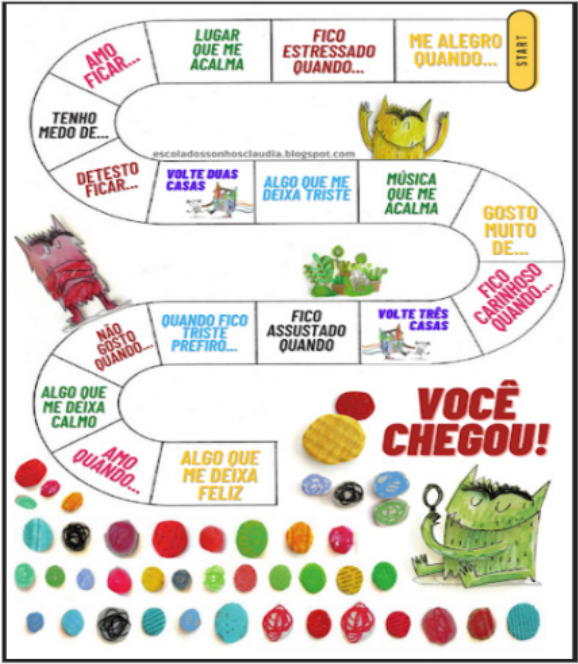 START
ME ALEGRO
QUANDO...
FICO
ESTRESSADO
QUANDO...
LUGAR
QUE ME
ACALMA
AMO
FICAR...
TENHO
MEDO DE...
DETESTO
FICAR...
VOLTE DUAS
CASAS
ALGO QUE ME
DEIXA TRISTE
MÚSICA
QUE ME
ACALMA
GOSTO
MUITO
DE...
FICO
CARINHOSO
QUANDO...
VOLTE TRÊS
CASAS
FICO
ASSUSTADO
QUANDO
QUANDO FICO
TRISTE
PREFIRO...
NÃO
GOSTO
QUANDO...
ALGO QUE
ME DEIXA
CALMO
AMO
QUANDO...
ALGO QUE
ME DEIXA
FELIZ
VOCÊ
CHEGOU!
escoladossonhosclaudia.blogspot.com